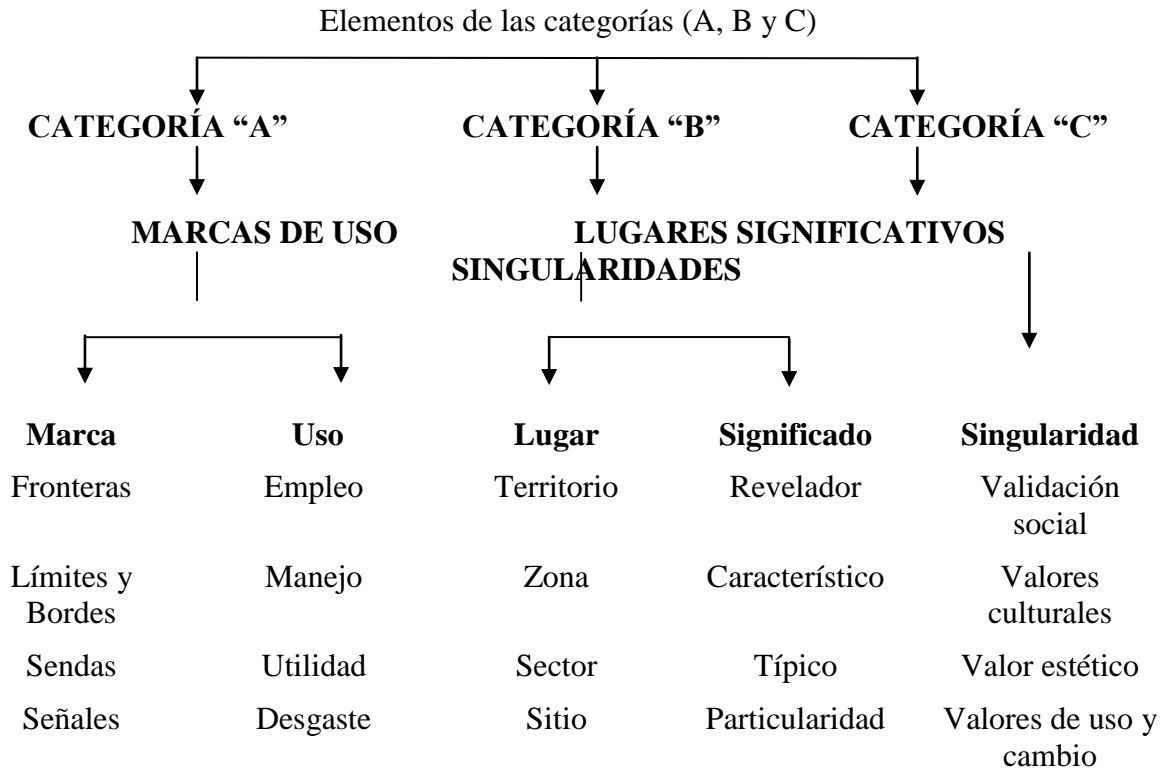 Elementos de las categorías (A, B y C)
CATEGORÍA “A” CATEGORÍA “B” CATEGORÍA “C”
MARCAS DE USO LUGARES SIGNIFICATIVOS
SINGULARIDADES
Marca Uso Lugar Significado Singularidad
Fronteras Empleo Territorio Revelador Validación
social
Límites y Manejo Zona Característico Valores
Bordes culturales
Sendas Utilidad Sector Típico Valor estético
Señales Desgaste Sitio Particularidad Valores de uso y
cambio